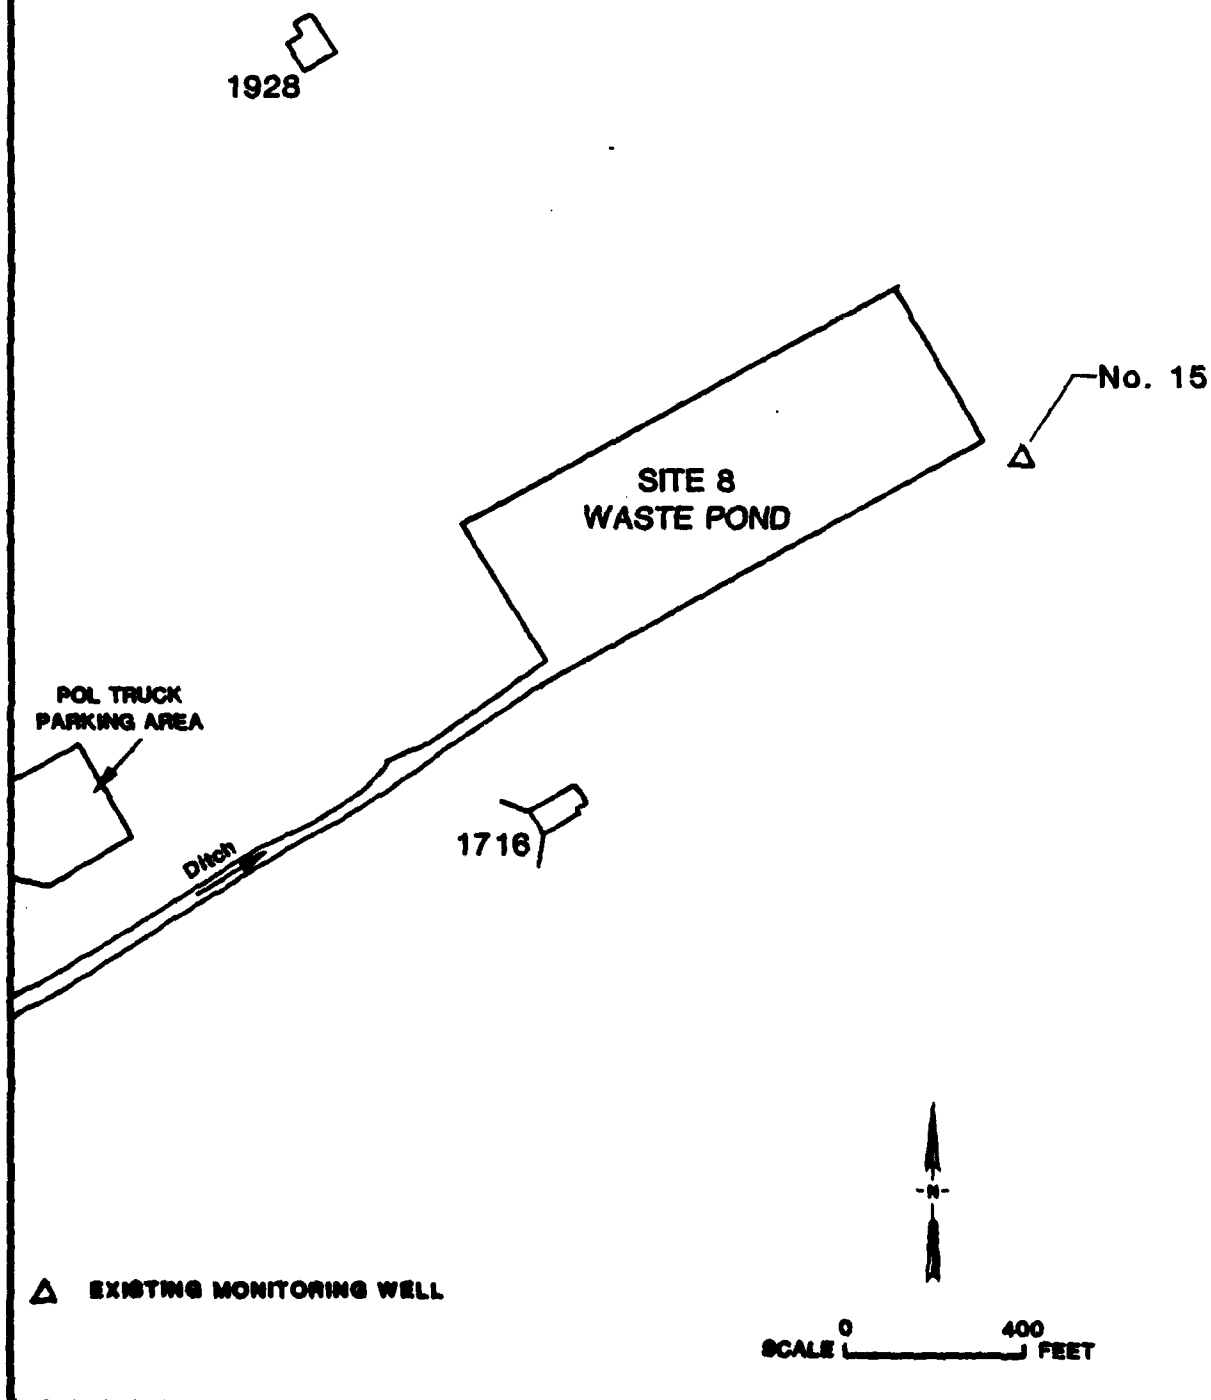 1928
No. 15
SITE 8
WASTE POND
POL TRUCK
PARKING AREA
1716
Ditch
-N-
EXISTING MONITORING WELL
0 400
SCALE FEET